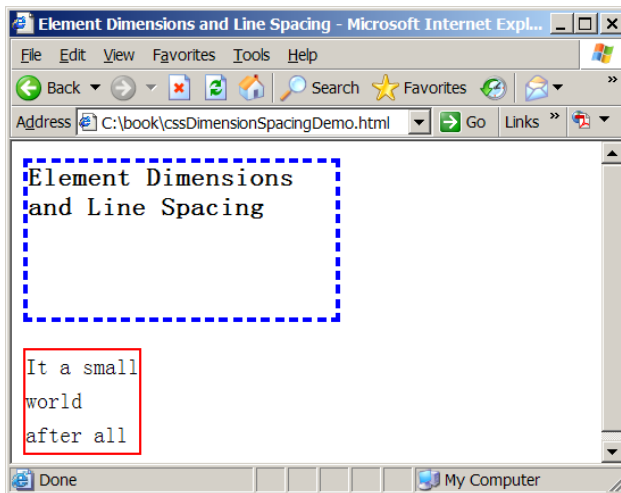 Element Dimensions and Line Spacing - Microsoft Internet Expl...
File Edit View Favorites Tools Help
Back Search Favorites »
Address C:\book\cssDimensionSpacingDemo.html Go Links »
Element Dimensions
and Line Spacing
It a small
world
after all
Done My Computer